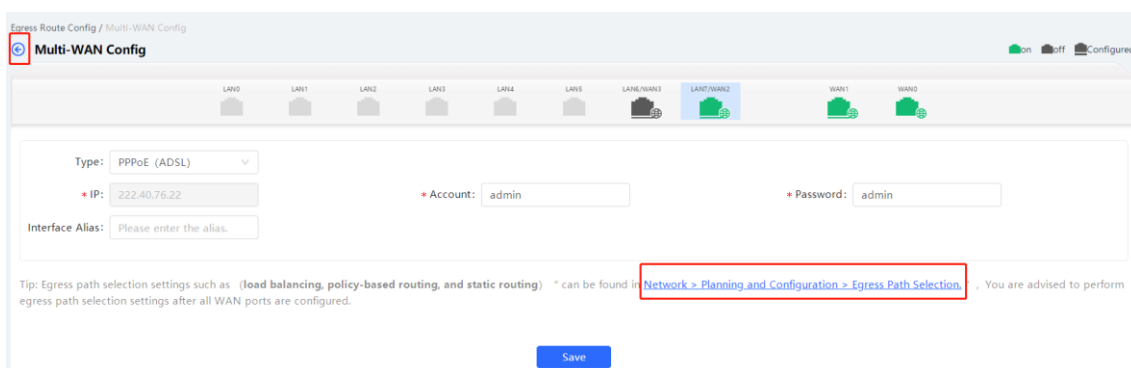 Egress Route Config / Multi-WAN Config
Multi-WAN Config
on off Configured
LAN0 LAN1 LAN2 LAN3 LAN4 LAN5 LAN6/WAN3 LAN7/WAN2 WAN1 WAN0
Type: PPPoE (ADSL)
* IP: 222.40.76.22 * Account: admin * Password: admin
Interface Alias: Please enter the alias.
Tip: Egress path selection settings such as (load balancing, policy-based routing, and static routing) " can be found in Network > Planning and Configuration > Egress Path Selection. " , You are advised to perform
egress path selection settings after all WAN ports are configured.
Save